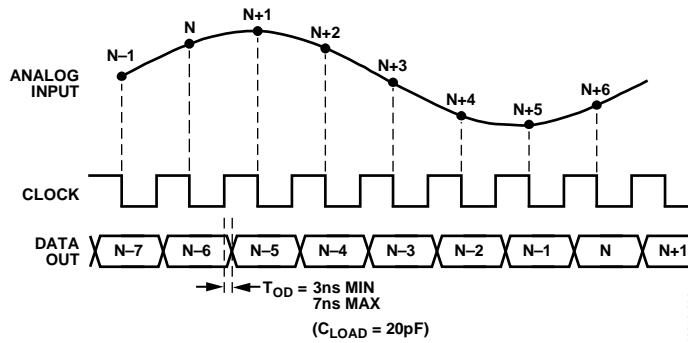 N+1
N
N+2
N–1
ANALOG
INPUT
N+3
N+6
N+4
N+5
CLOCK
DATA
OUT
N–7 N–6 N–5 N–4 N–3 N–2 N–1 N N+1
TOD = 3ns MIN
7ns MAX
(CLOAD = 20pF)